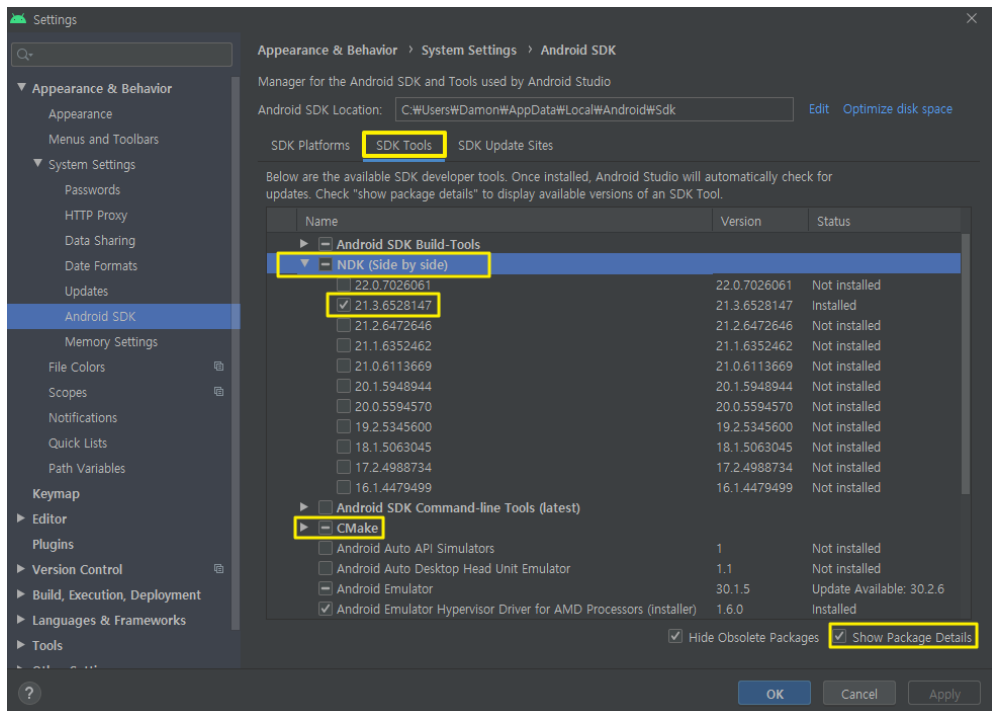 Settings
Appearance & Behavior
Appearance
Menus and Toolbars
System Settings
Passwords
HTTP Proxy
Data Sharing
Date Formats
Updates
Android SDK
Memory Settings
File Colors
Scopes
Notifications
Quick Lists
Path Variables
Keymap
Editor
Plugins
Version Control
Build, Execution, Deployment
Languages & Frameworks
Tools
Appearance & Behavior › System Settings › Android SDK
Manager for the Android SDK and Tools used by Android Studio
Android SDK Location: C:₩Users₩Damon₩AppData₩Local₩Android₩Sdk Edit Optimize disk space
SDK Platforms SDK Tools SDK Update Sites
Below are the available SDK developer tools. Once installed, Android Studio will automatically check for
updates. Check "show package details" to display available versions of an SDK Tool.
Name Version Status
Android SDK Build-Tools
NDK (Side by side)
22.0.7026061 22.0.7026061 Not installed
21.3.6528147 21.3.6528147 Installed
21.2.6472646 21.2.6472646 Not installed
21.1.6352462 21.1.6352462 Not installed
21.0.6113669 21.0.6113669 Not installed
20.1.5948944 20.1.5948944 Not installed
20.0.5594570 20.0.5594570 Not installed
19.2.5345600 19.2.5345600 Not installed
18.1.5063045 18.1.5063045 Not installed
17.2.4988734 17.2.4988734 Not installed
16.1.4479499 16.1.4479499 Not installed
Android SDK Command-line Tools (latest)
CMake
Android Auto API Simulators 1 Not installed
Android Auto Desktop Head Unit Emulator 1.1 Not installed
Android Emulator 30.1.5 Update Available: 30.2.6
Android Emulator Hypervisor Driver for AMD Processors (installer) 1.6.0 Installed
Hide Obsolete Packages Show Package Details
? OK Cancel Apply